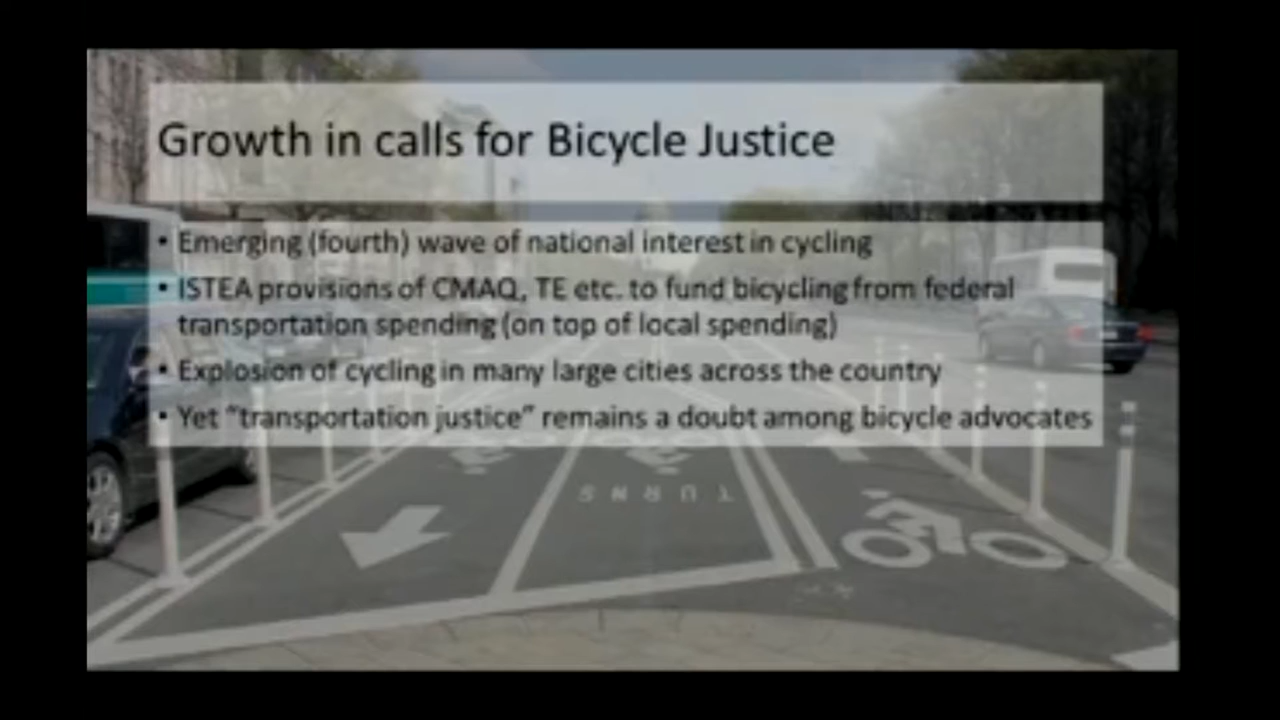 Growth in calls for Bicycle Justice
• Emerging (fourth) wave of national interest in cycling
• ISTEA provisions of CMAQ, TE etc. to fund bicycling from federal
transportation spending (on top of local spending)
• Explosion of cycling in many large cities across the country
• Yet “transportation justice” remains a doubt among bicycle advocates
TURNS